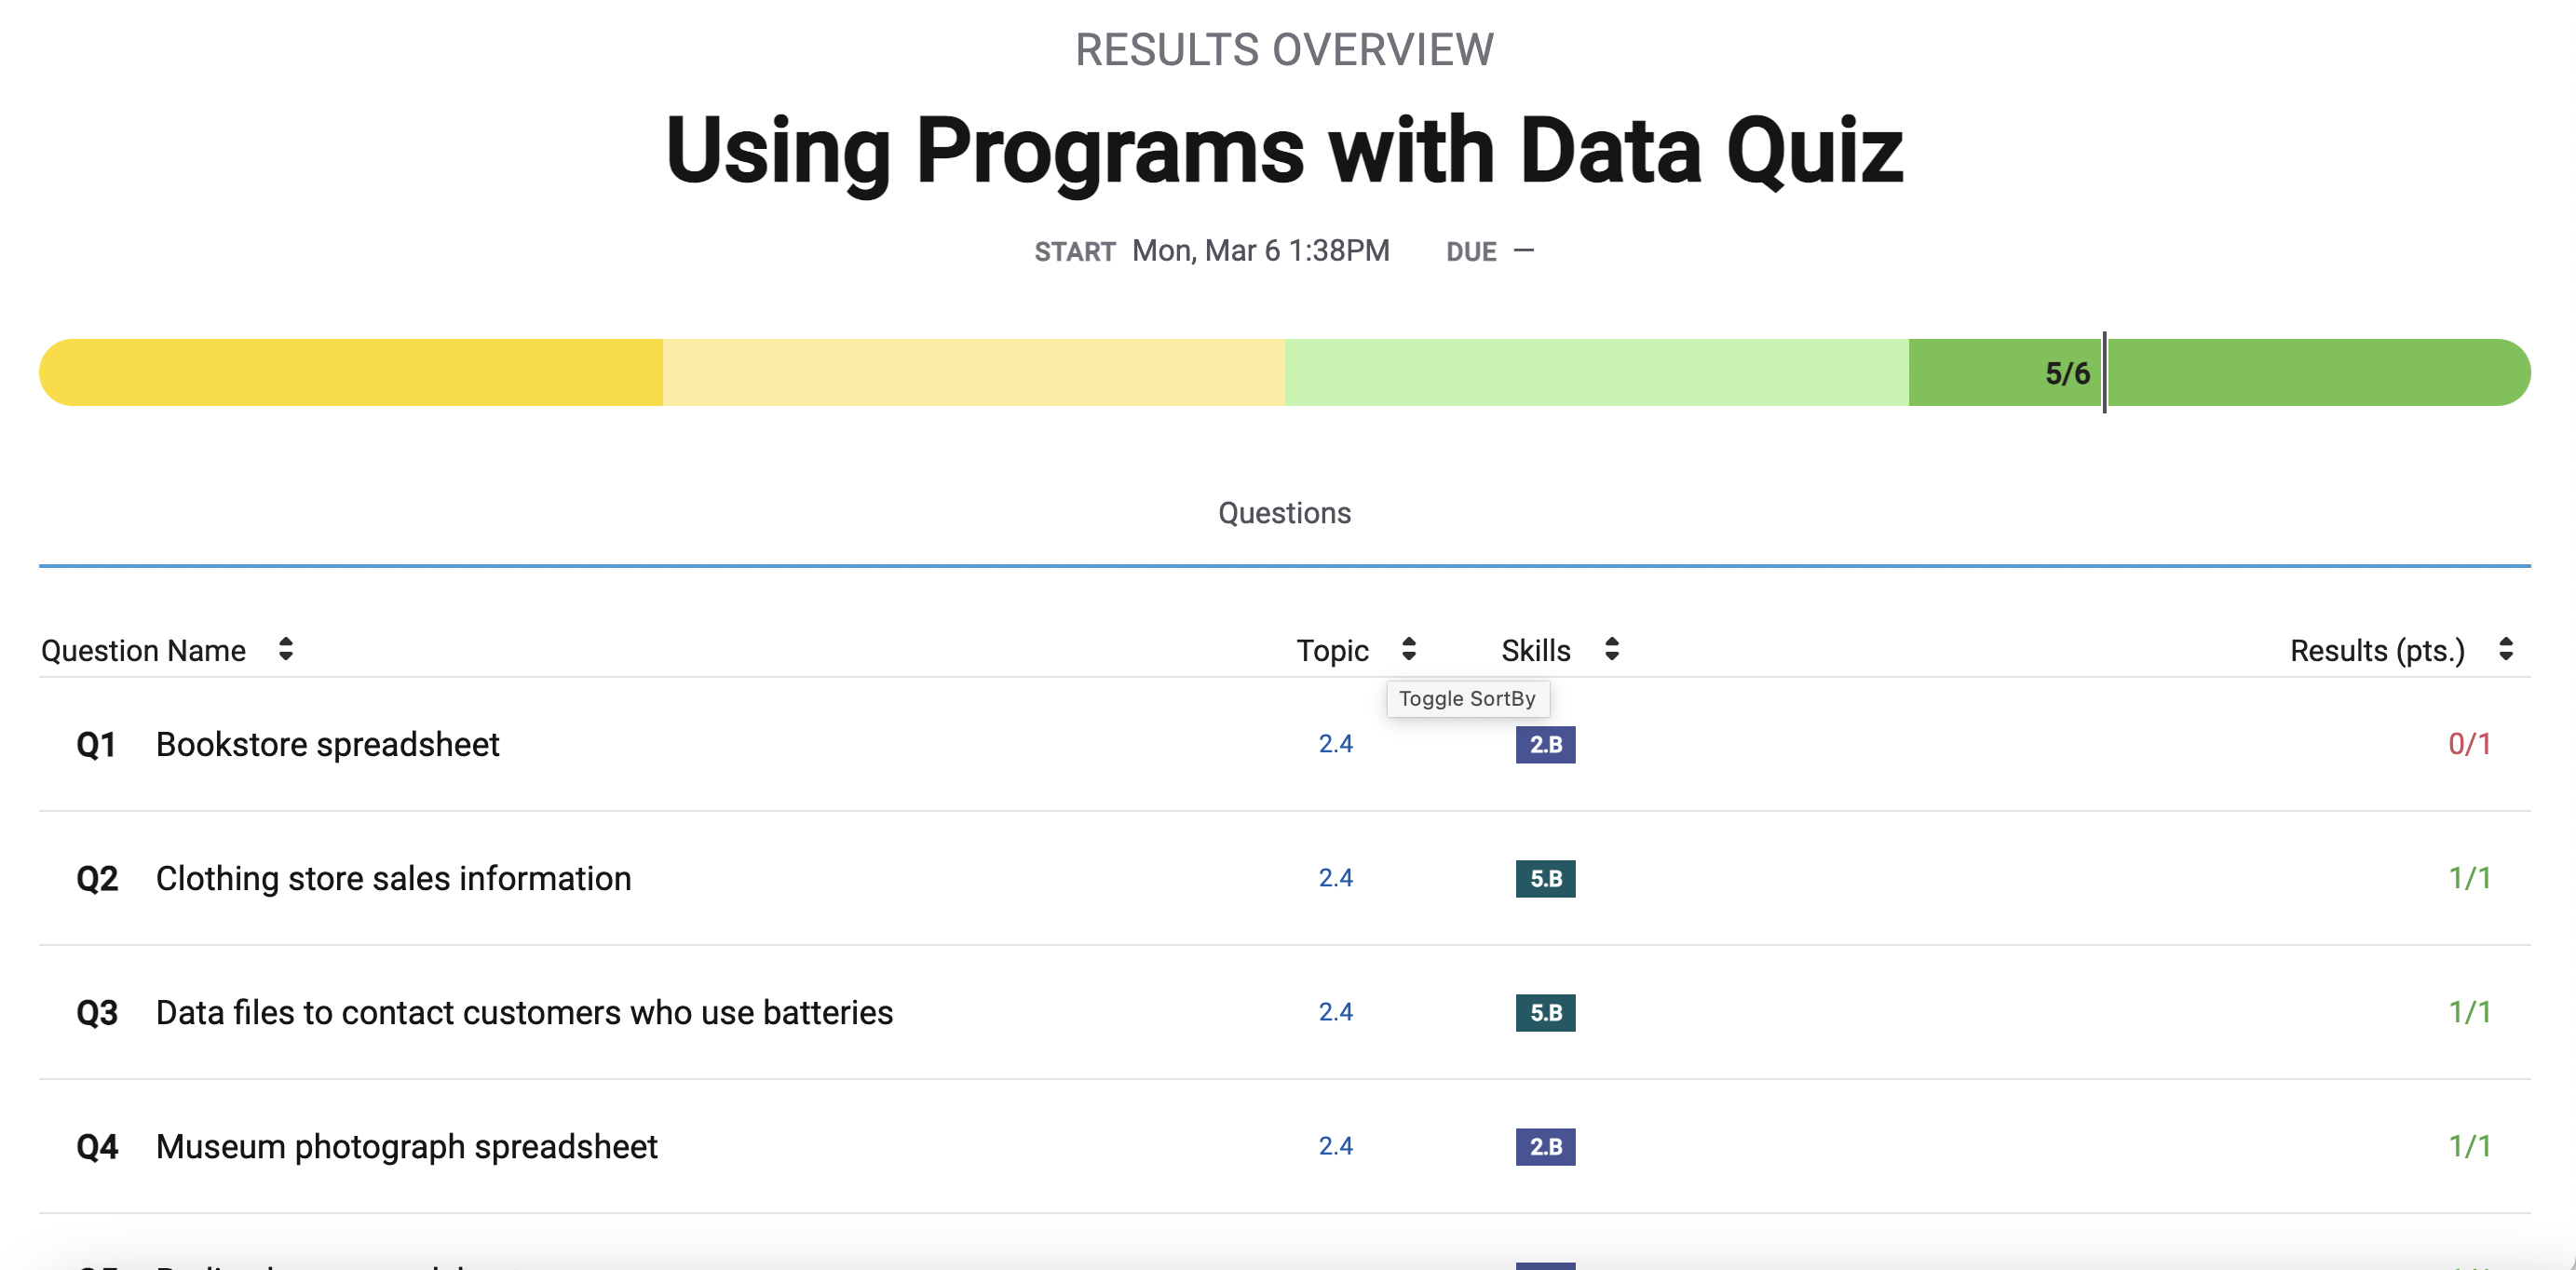 RESULTS OVERVIEW
Using Programs with Data Quiz
START Mon, Mar 6 1:38PM DUE —
5/6
Questions
Question Name Topic Skills Results (pts.)
Toggle SortBy
Q1 Bookstore spreadsheet 2.4 2.B 0/1
Q2 Clothing store sales information 2.4 5.B 1/1
Q3 Data files to contact customers who use batteries 2.4 5.B 1/1
Q4 Museum photograph spreadsheet 2.4 2.B 1/1